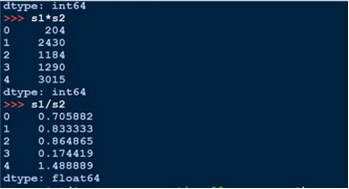 dtype: int64
>>> s1*s2
0 204
1 2430
2 1184
3 1290
4 3015
dtype: int64
>>> s1/s2
0 0.705882
1 0.833333
2 0.864865
3 0.174419
4 1.488889
dtype: float64